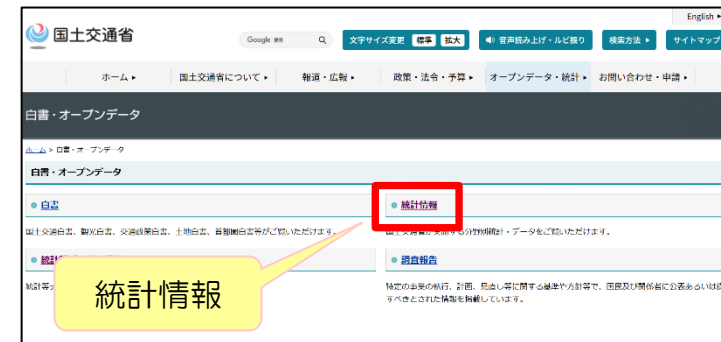 English
国土交通省
Google
文字サイズ変更 標準 拡大
音声読み上げ・ルビ振り
検索方法
サイトマップ
ホーム
国土交通省について
報道・広報
政策・法令・予算
オープンデータ・統計
お問い合わせ・申請
白書・オープンデータ
ホーム > 白書・オープンデータ
白書・オープンデータ
白書
統計情報
国土交通白書、観光白書、交通政策白書、土地白書、首都圏白書等がご覧いただけます。
分野別統計・データをご覧いただけます。
調査報告
統計等
特定の事業の執行、計画、見直し等に関する基準や方針等で、国民及び関係者に公表あるいは
すべきとされた情報を掲載しています。
統計情報